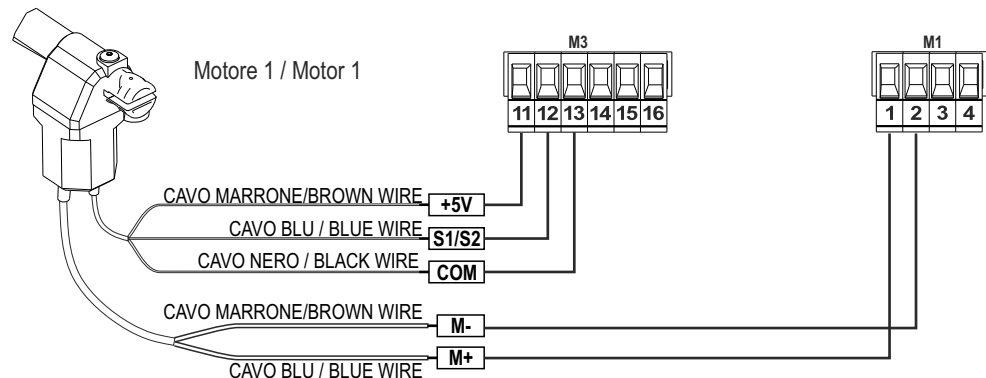 M3
M1
Motore 1 / Motor 1
11 12 13 14 15 16
1 2 3 4
CAVO MARRONE/BROWN WIRE +5V
CAVO BLU / BLUE WIRE S1/S2
CAVO NERO / BLACK WIRE COM
CAVO MARRONE/BROWN WIRE M-
M+
CAVO BLU / BLUE WIRE